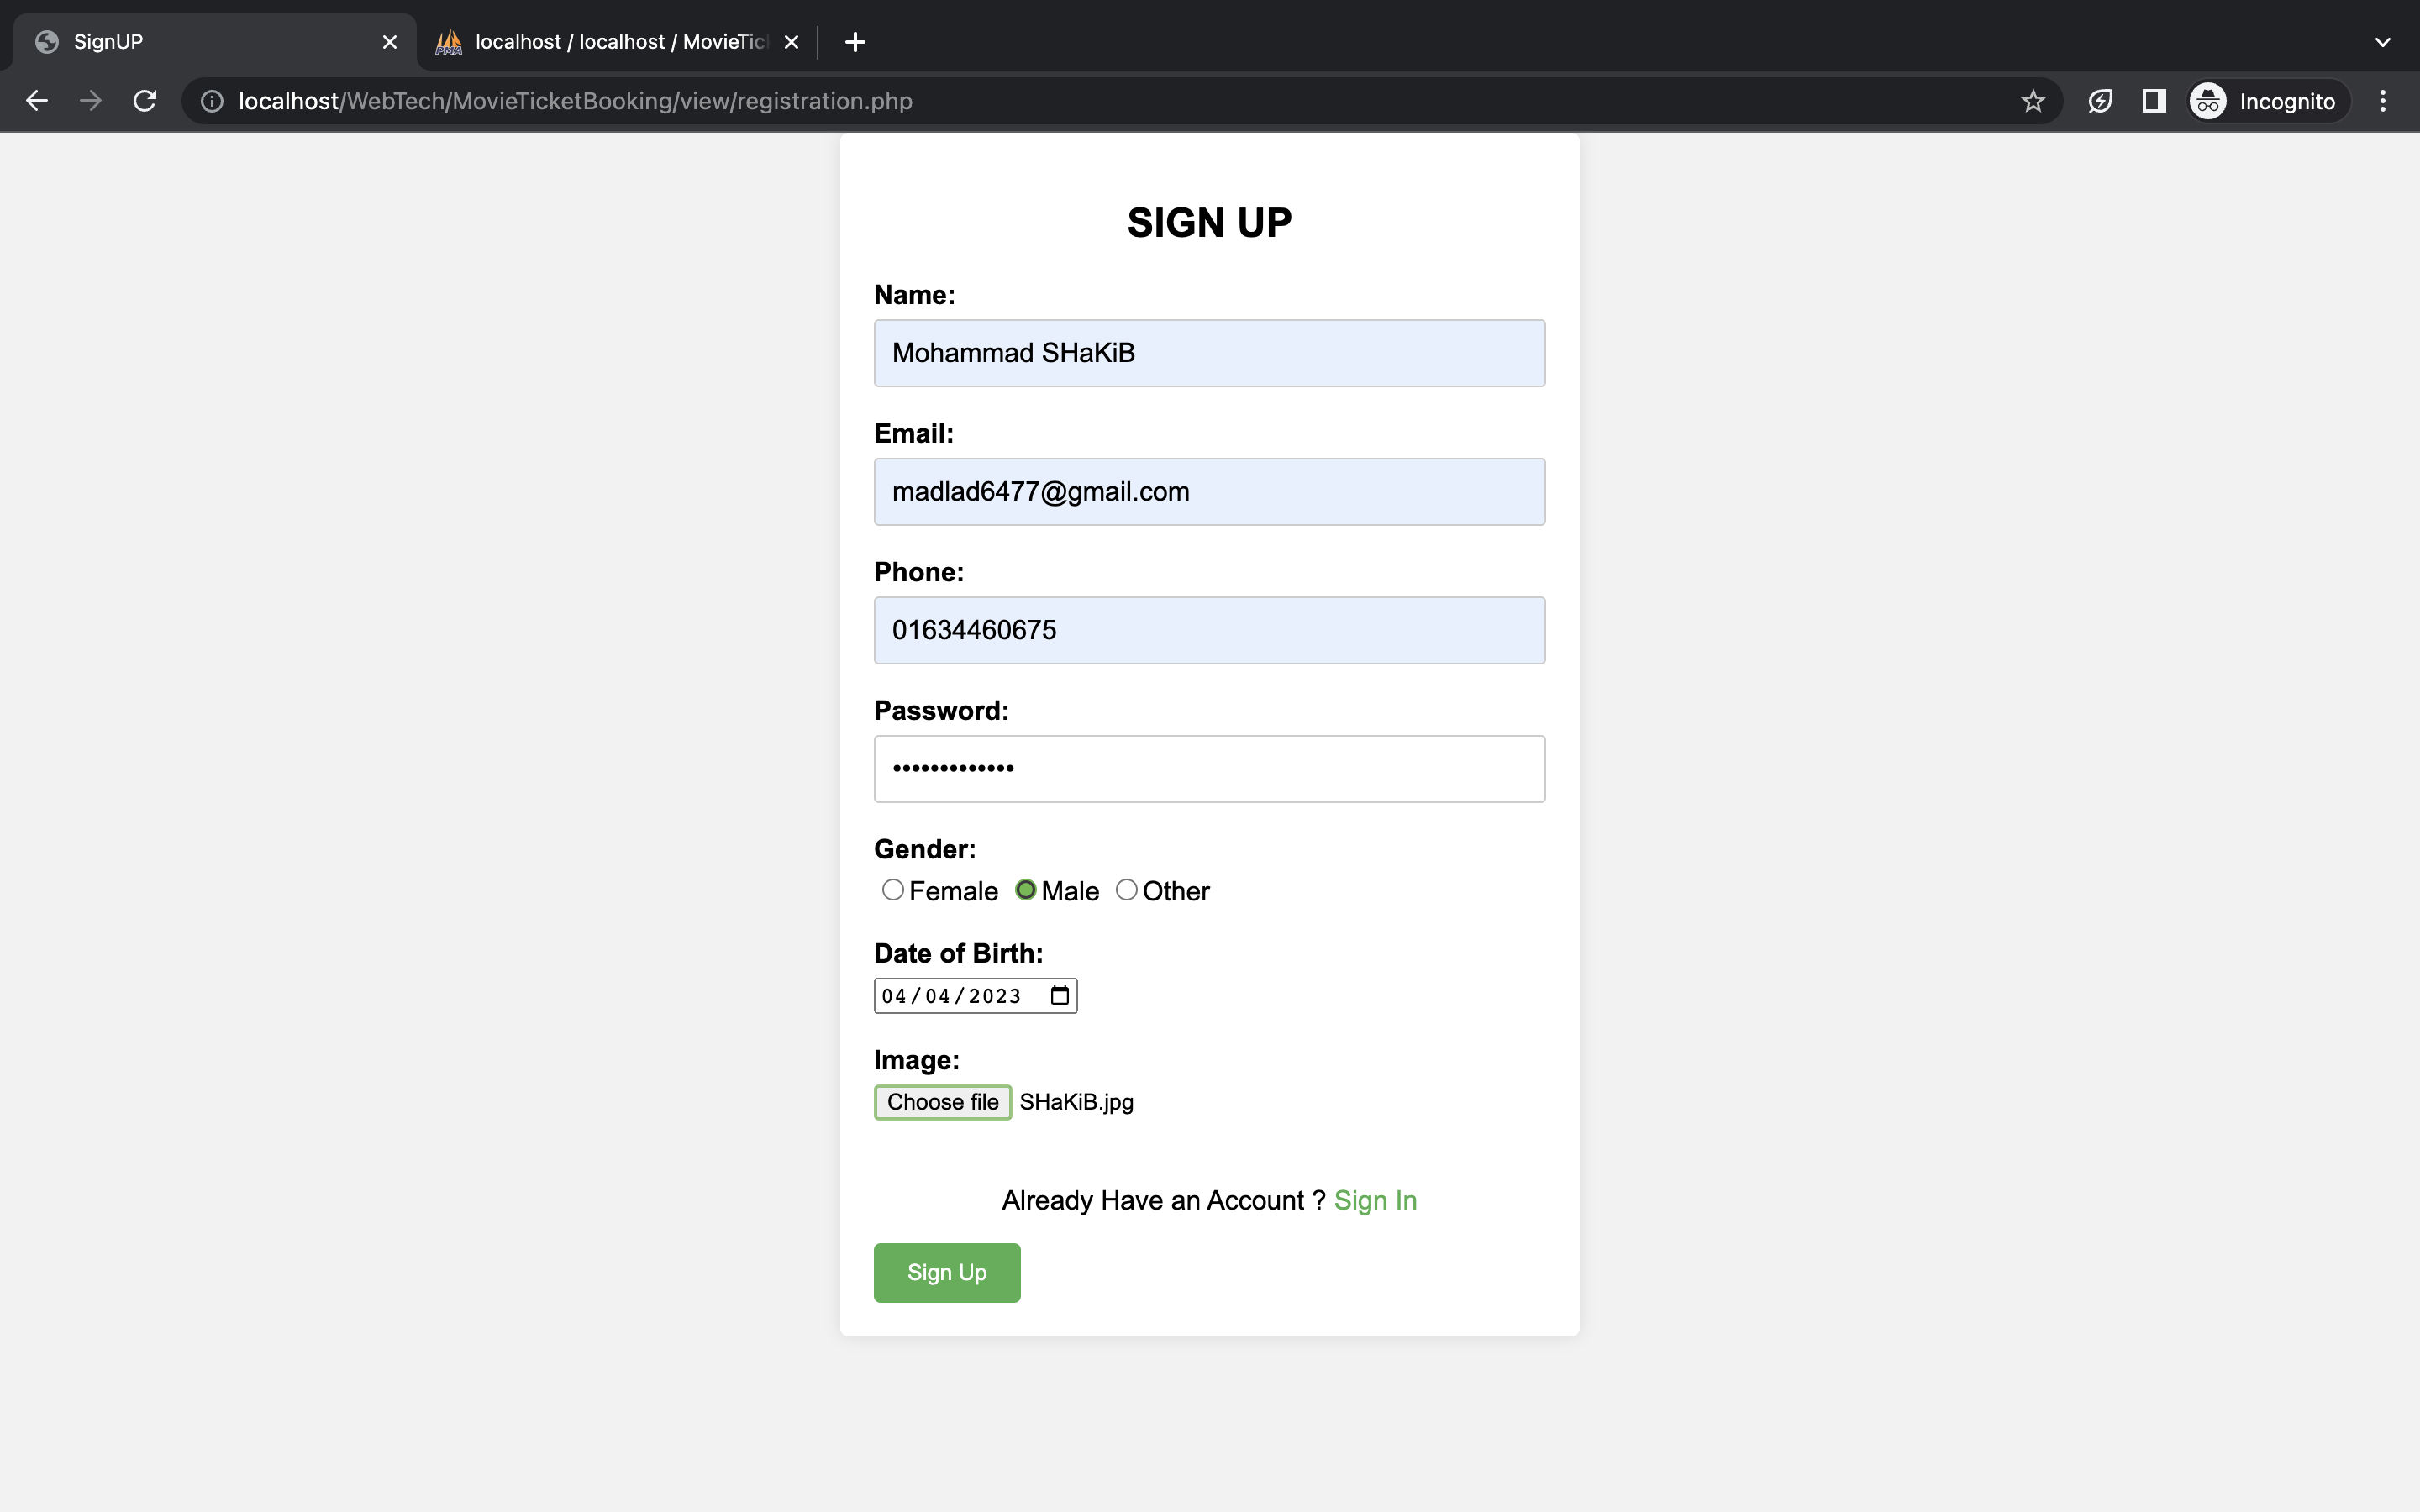 SignUP
localhost / localhost / MovieTic
localhost/WebTech/MovieTicketBooking/view/registration.php
Incognito
SIGN UP
Name:
Mohammad SHaKiB
Email:
madlad6477@gmail.com
Phone:
01634460675
Password:
•••••••••••••
Gender:
Female Male Other
Date of Birth:
04/04/2023
Image:
Choose file SHaKiB.jpg
Already Have an Account ? Sign In
Sign Up